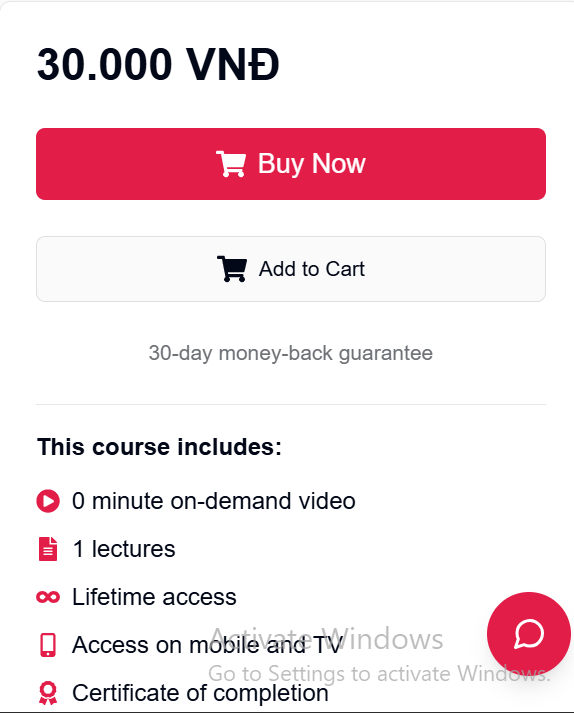 30.000 VNĐ
Buy Now
Add to Cart
30-day money-back guarantee
This course includes:
0 minute on-demand video
1 lectures
Lifetime access
Access on mobile and TV
Activate Windows
Go to Settings to activate Windows.
Certificate of completion